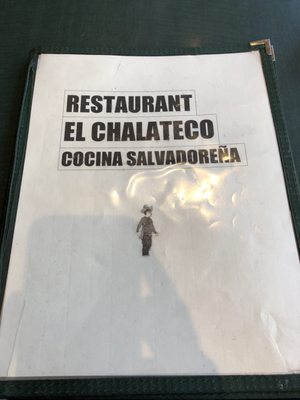 RESTAURANT
EL CHALATECO
COCINA SALVADOREÑA